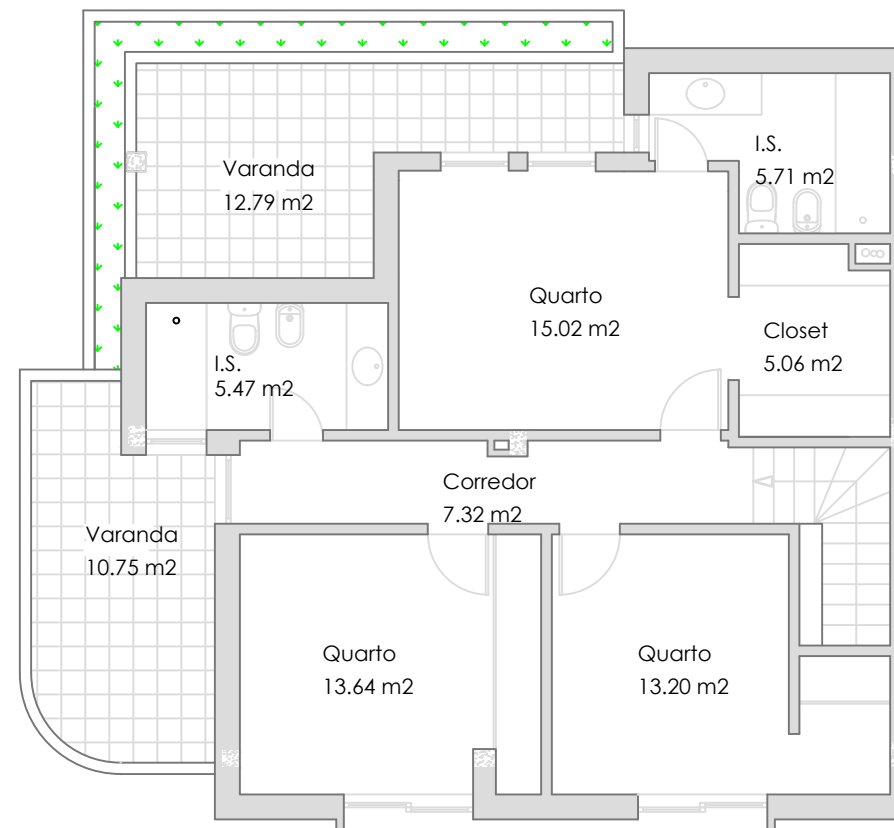 I.S.
5.71 m2
Varanda
12.79 m2
Quarto
15.02 m2
Closet
5.06 m2
I.S.
5.47 m2
Corredor
7.32 m2
Varanda
10.75 m2
Quarto
13.64 m2
Quarto
13.20 m2